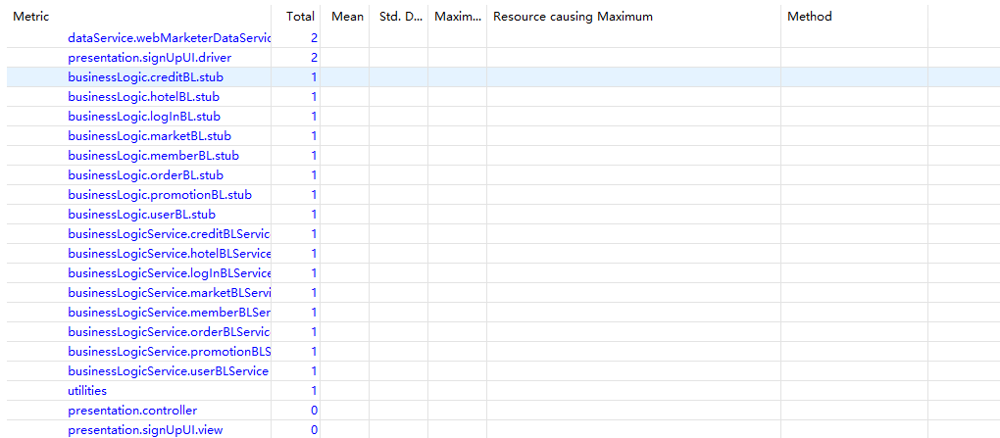 Metric Total Mean Std. D... Maxim... Resource causing Maximum Method
dataService.webMarketerDataServic 2
presentation.signUpUI.driver 2
businessLogic.creditBL.stub 1
businessLogic.hotelBL.stub 1
businessLogic.logInBL.stub 1
businessLogic.marketBL.stub 1
businessLogic.memberBL.stub 1
businessLogic.orderBL.stub 1
businessLogic.promotionBL.stub 1
businessLogic.userBL.stub 1
businessLogicService.creditBLServic 1
businessLogicService.hotelBLService 1
businessLogicService.logInBLService 1
businessLogicService.marketBLServi 1
businessLogicService.memberBLSer 1
businessLogicService.orderBLServic 1
businessLogicService.promotionBLS 1
businessLogicService.userBLService 1
utilities 1
presentation.controller 0
presentation.signUpUI.view 0